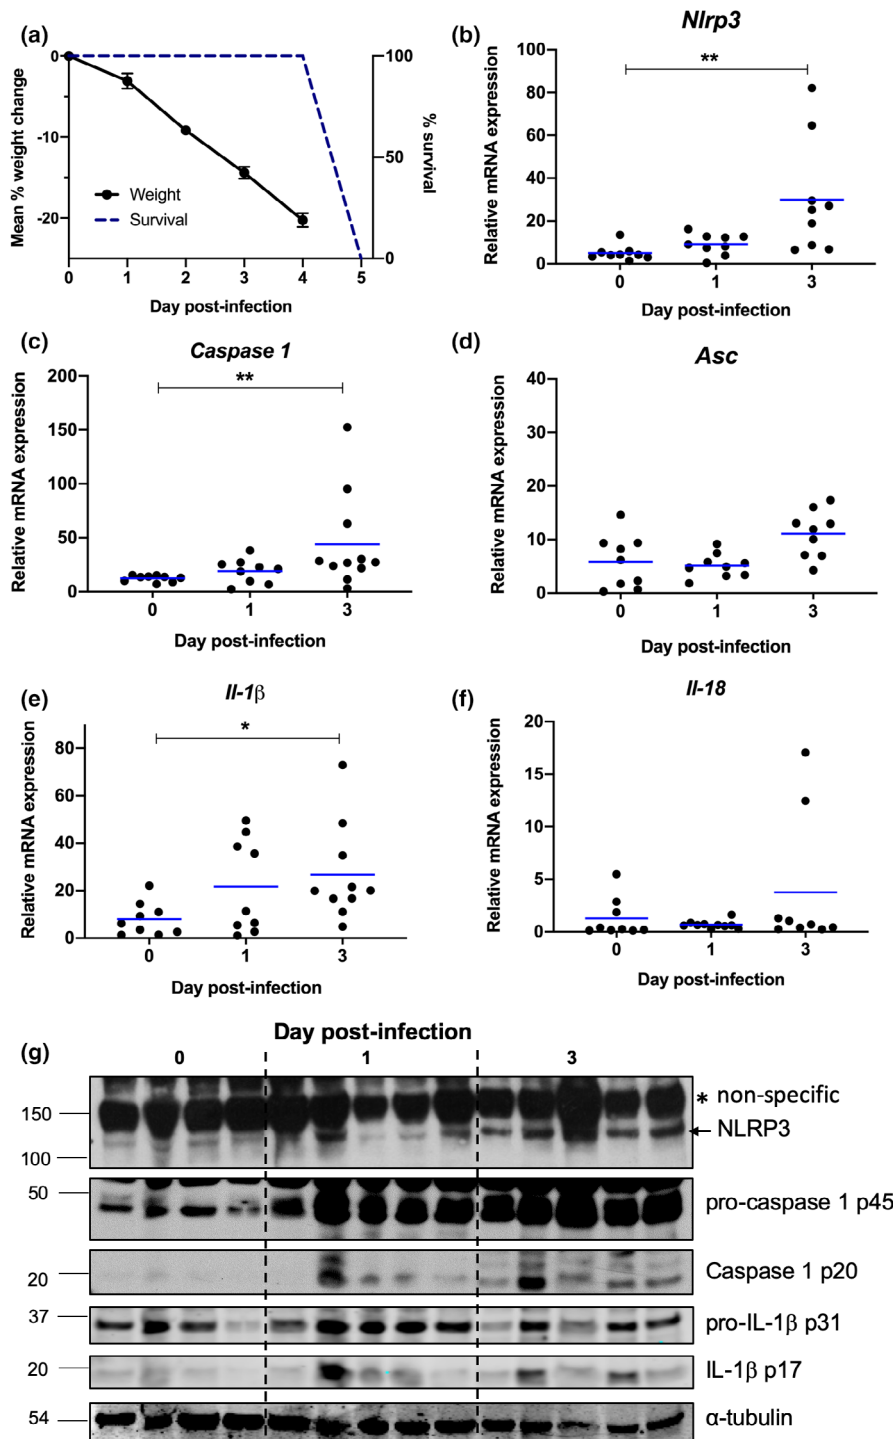 (a)
0
-10
-20
Mean % weight change
100
50
0
% survival
Weight
Survival
0 1 2 3 4 5
Day post-infection
(b)
Nlrp3
100
80
60
40
20
0
Relative mRNA expression
**
0 1 3
Day post-infection
(c)
Caspase 1
200
150
100
50
0
Relative mRNA expression
**
0 1 3
Day post-infection
(d)
Asc
40
30
20
10
0
Relative mRNA expression
0 1 3
Day post-infection
(e)
Il-1β
80
60
40
20
0
Relative mRNA expression
*
0 1 3
Day post-infection
(f)
Il-18
20
15
10
5
0
Relative mRNA expression
0 1 3
Day post-infection
(g)
Day post-infection
0 1 3
150
100
* non-specific
NLRP3
50
pro-caspase 1 p45
20
Caspase 1 p20
37
pro-IL-1β p31
20
IL-1β p17
54
α-tubulin